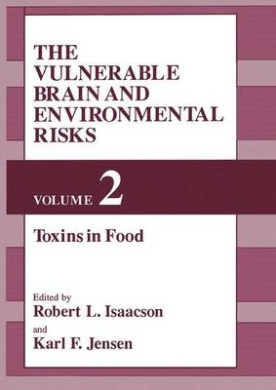 THE
VULNERABLE
BRAIN AND
ENVIRONMENTAL
RISKS
VOLUME 2
Toxins in Food
Edited by
Robert L. Isaacson
and
Karl F. Jensen